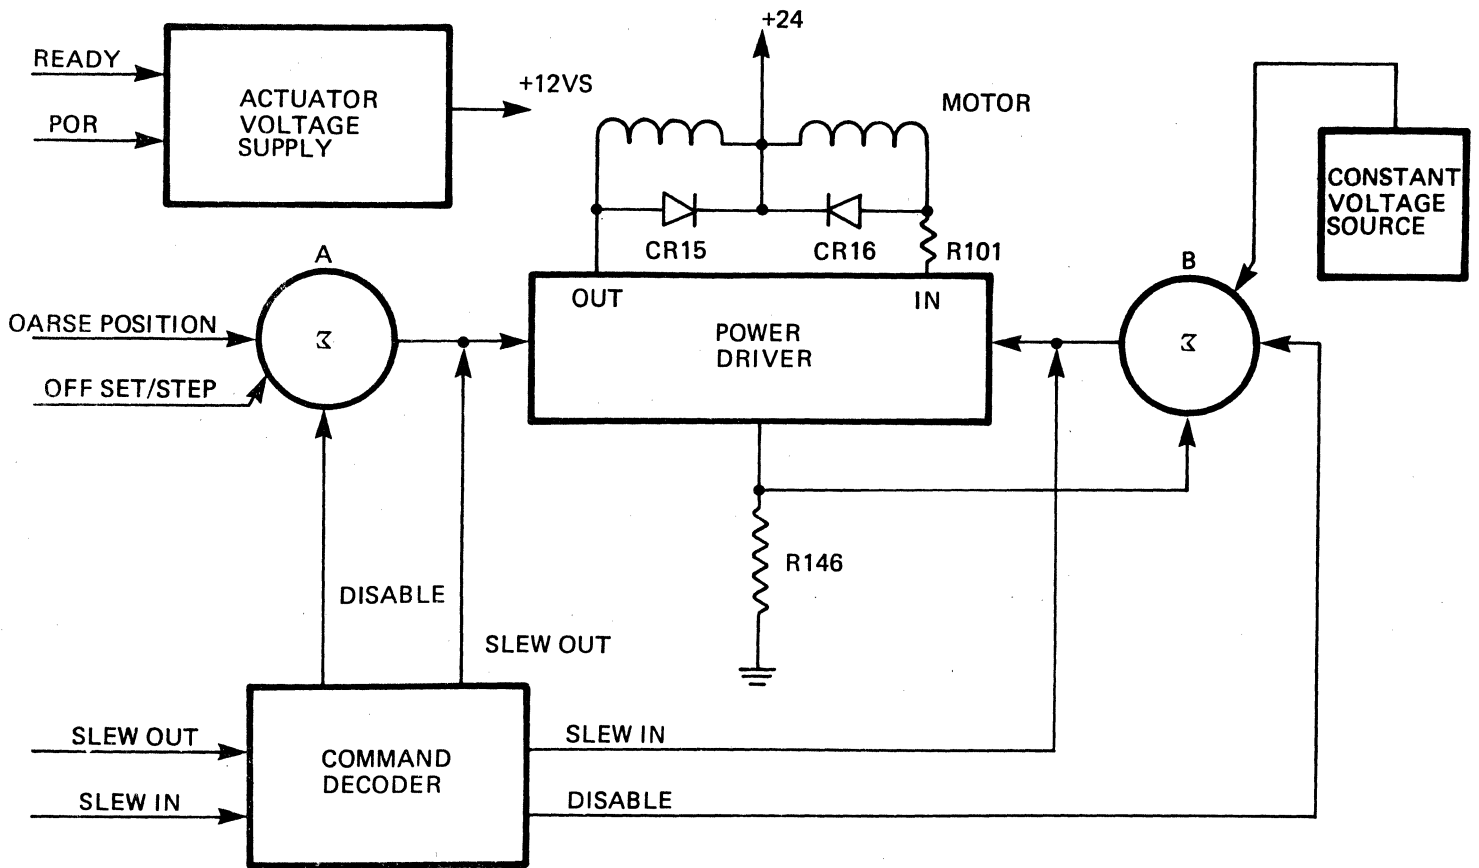 +24
READY
POR
ACTUATOR
VOLTAGE
SUPPLY
+12VS
MOTOR
CONSTANT
VOLTAGE
SOURCE
CR15
CR16
R101
A
B
OUT
IN
OARSE POSITION
Σ
POWER
DRIVER
Σ
OFF SET/STEP
R146
DISABLE
SLEW OUT
SLEW OUT
SLEW IN
COMMAND
DECODER
SLEW IN
DISABLE